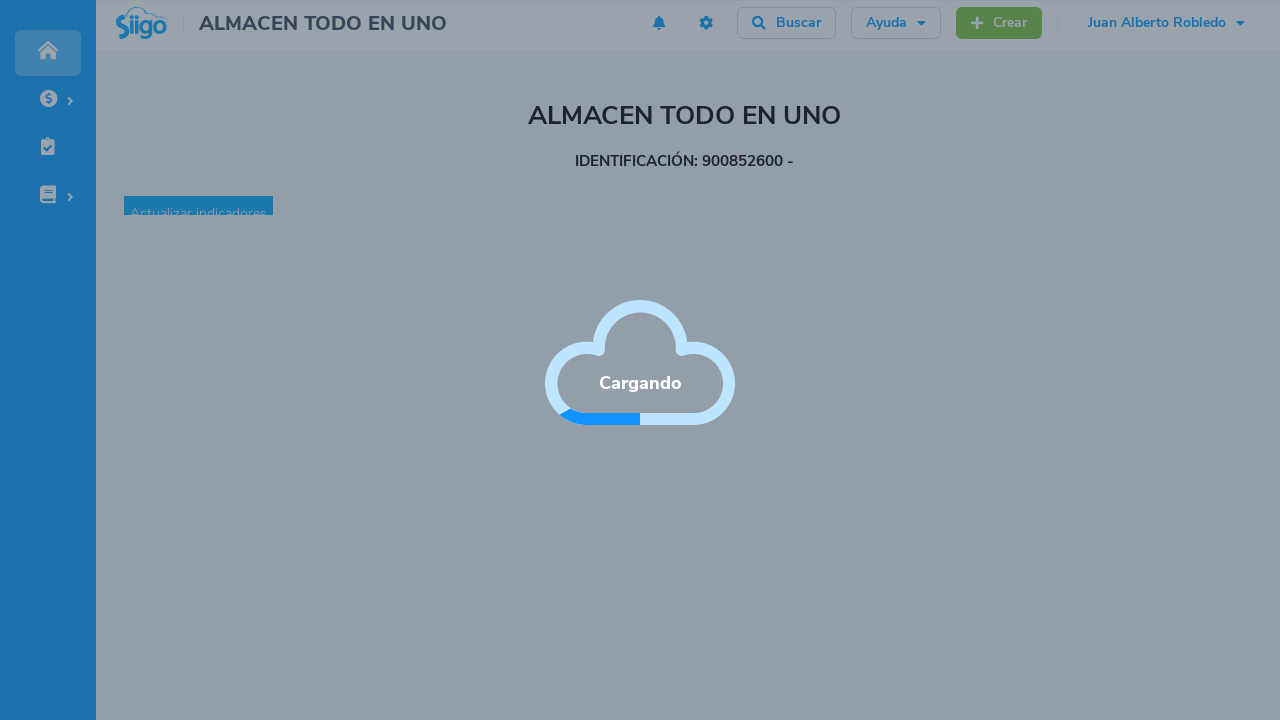 Siigo
ALMACEN TODO EN UNO
Buscar
Ayuda
Crear
Juan Alberto Robledo
ALMACEN TODO EN UNO
IDENTIFICACIÓN: 900852600 -
Actualizar indicadores
Cargando